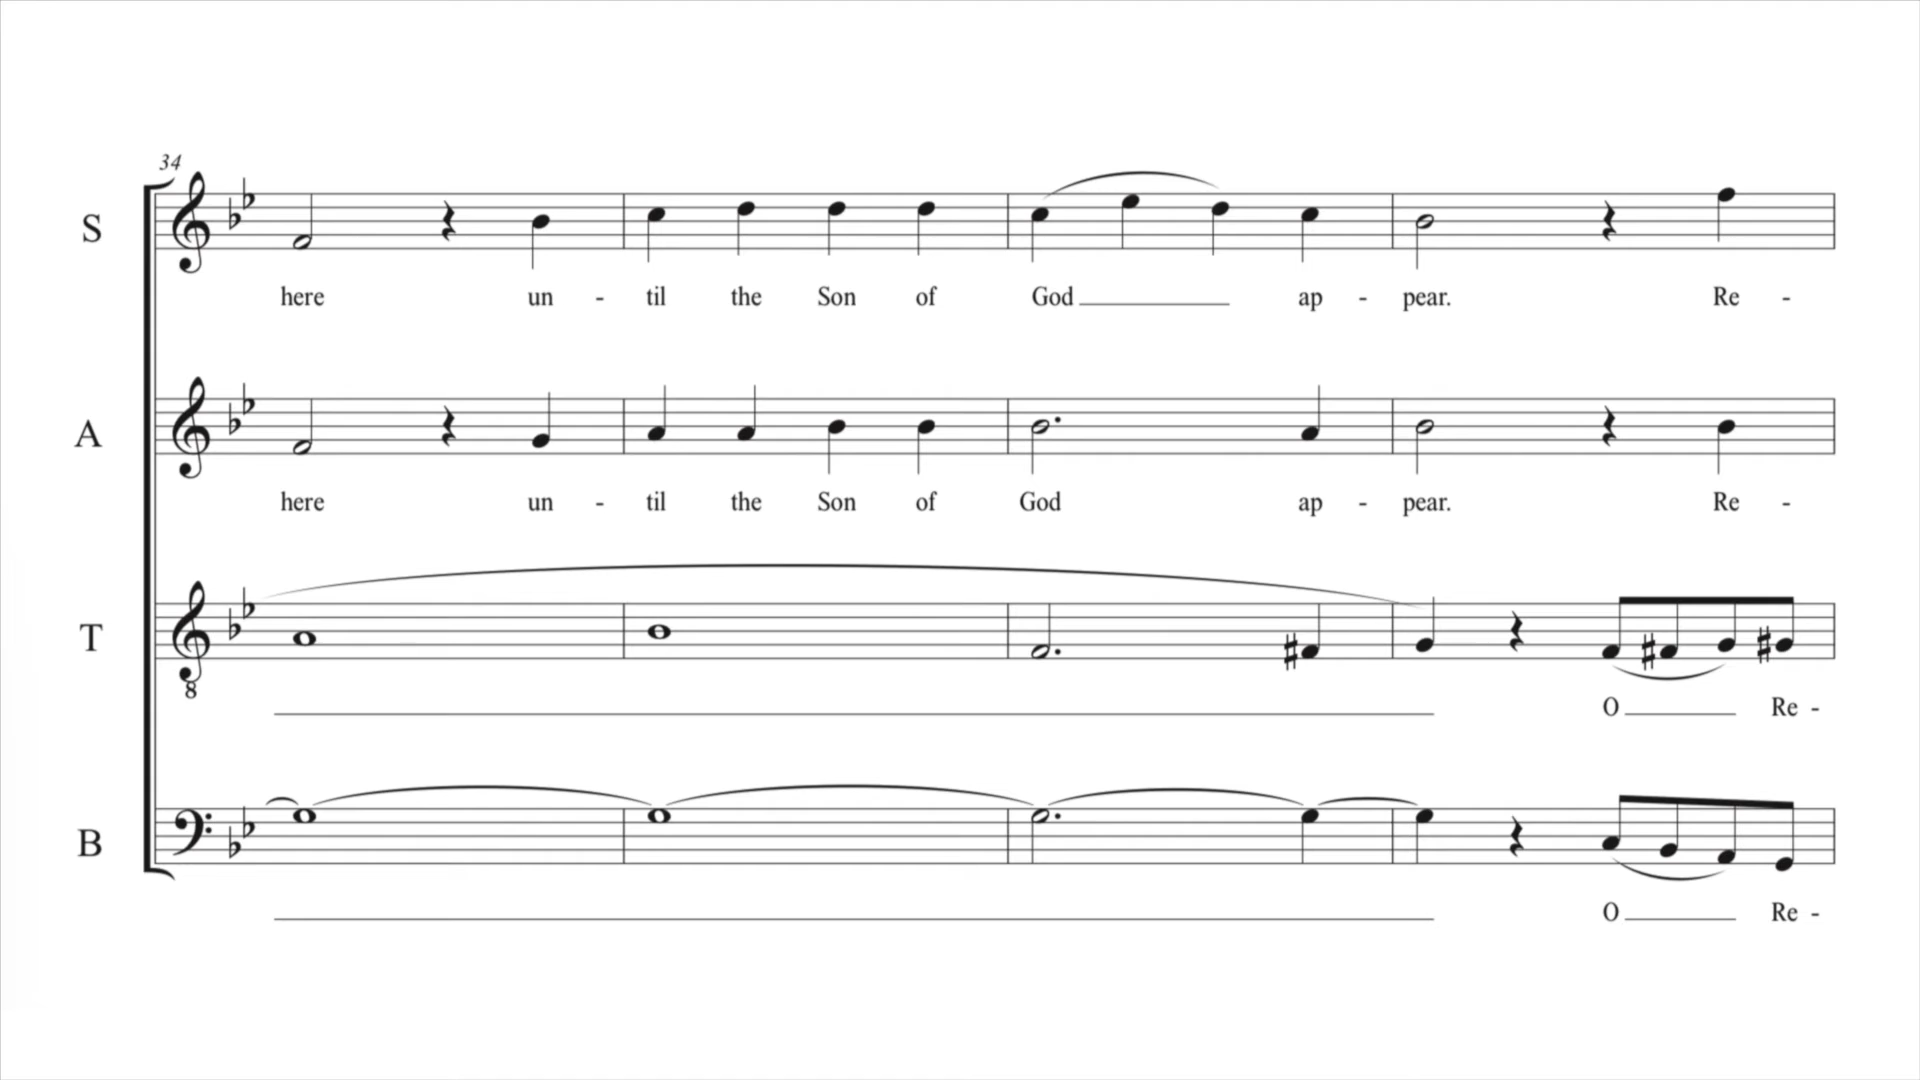 34
S
here un - til the Son of God ap - pear. Re -
A
here un - til the Son of God ap - pear. Re -
T
8
O Re -
B
O Re -